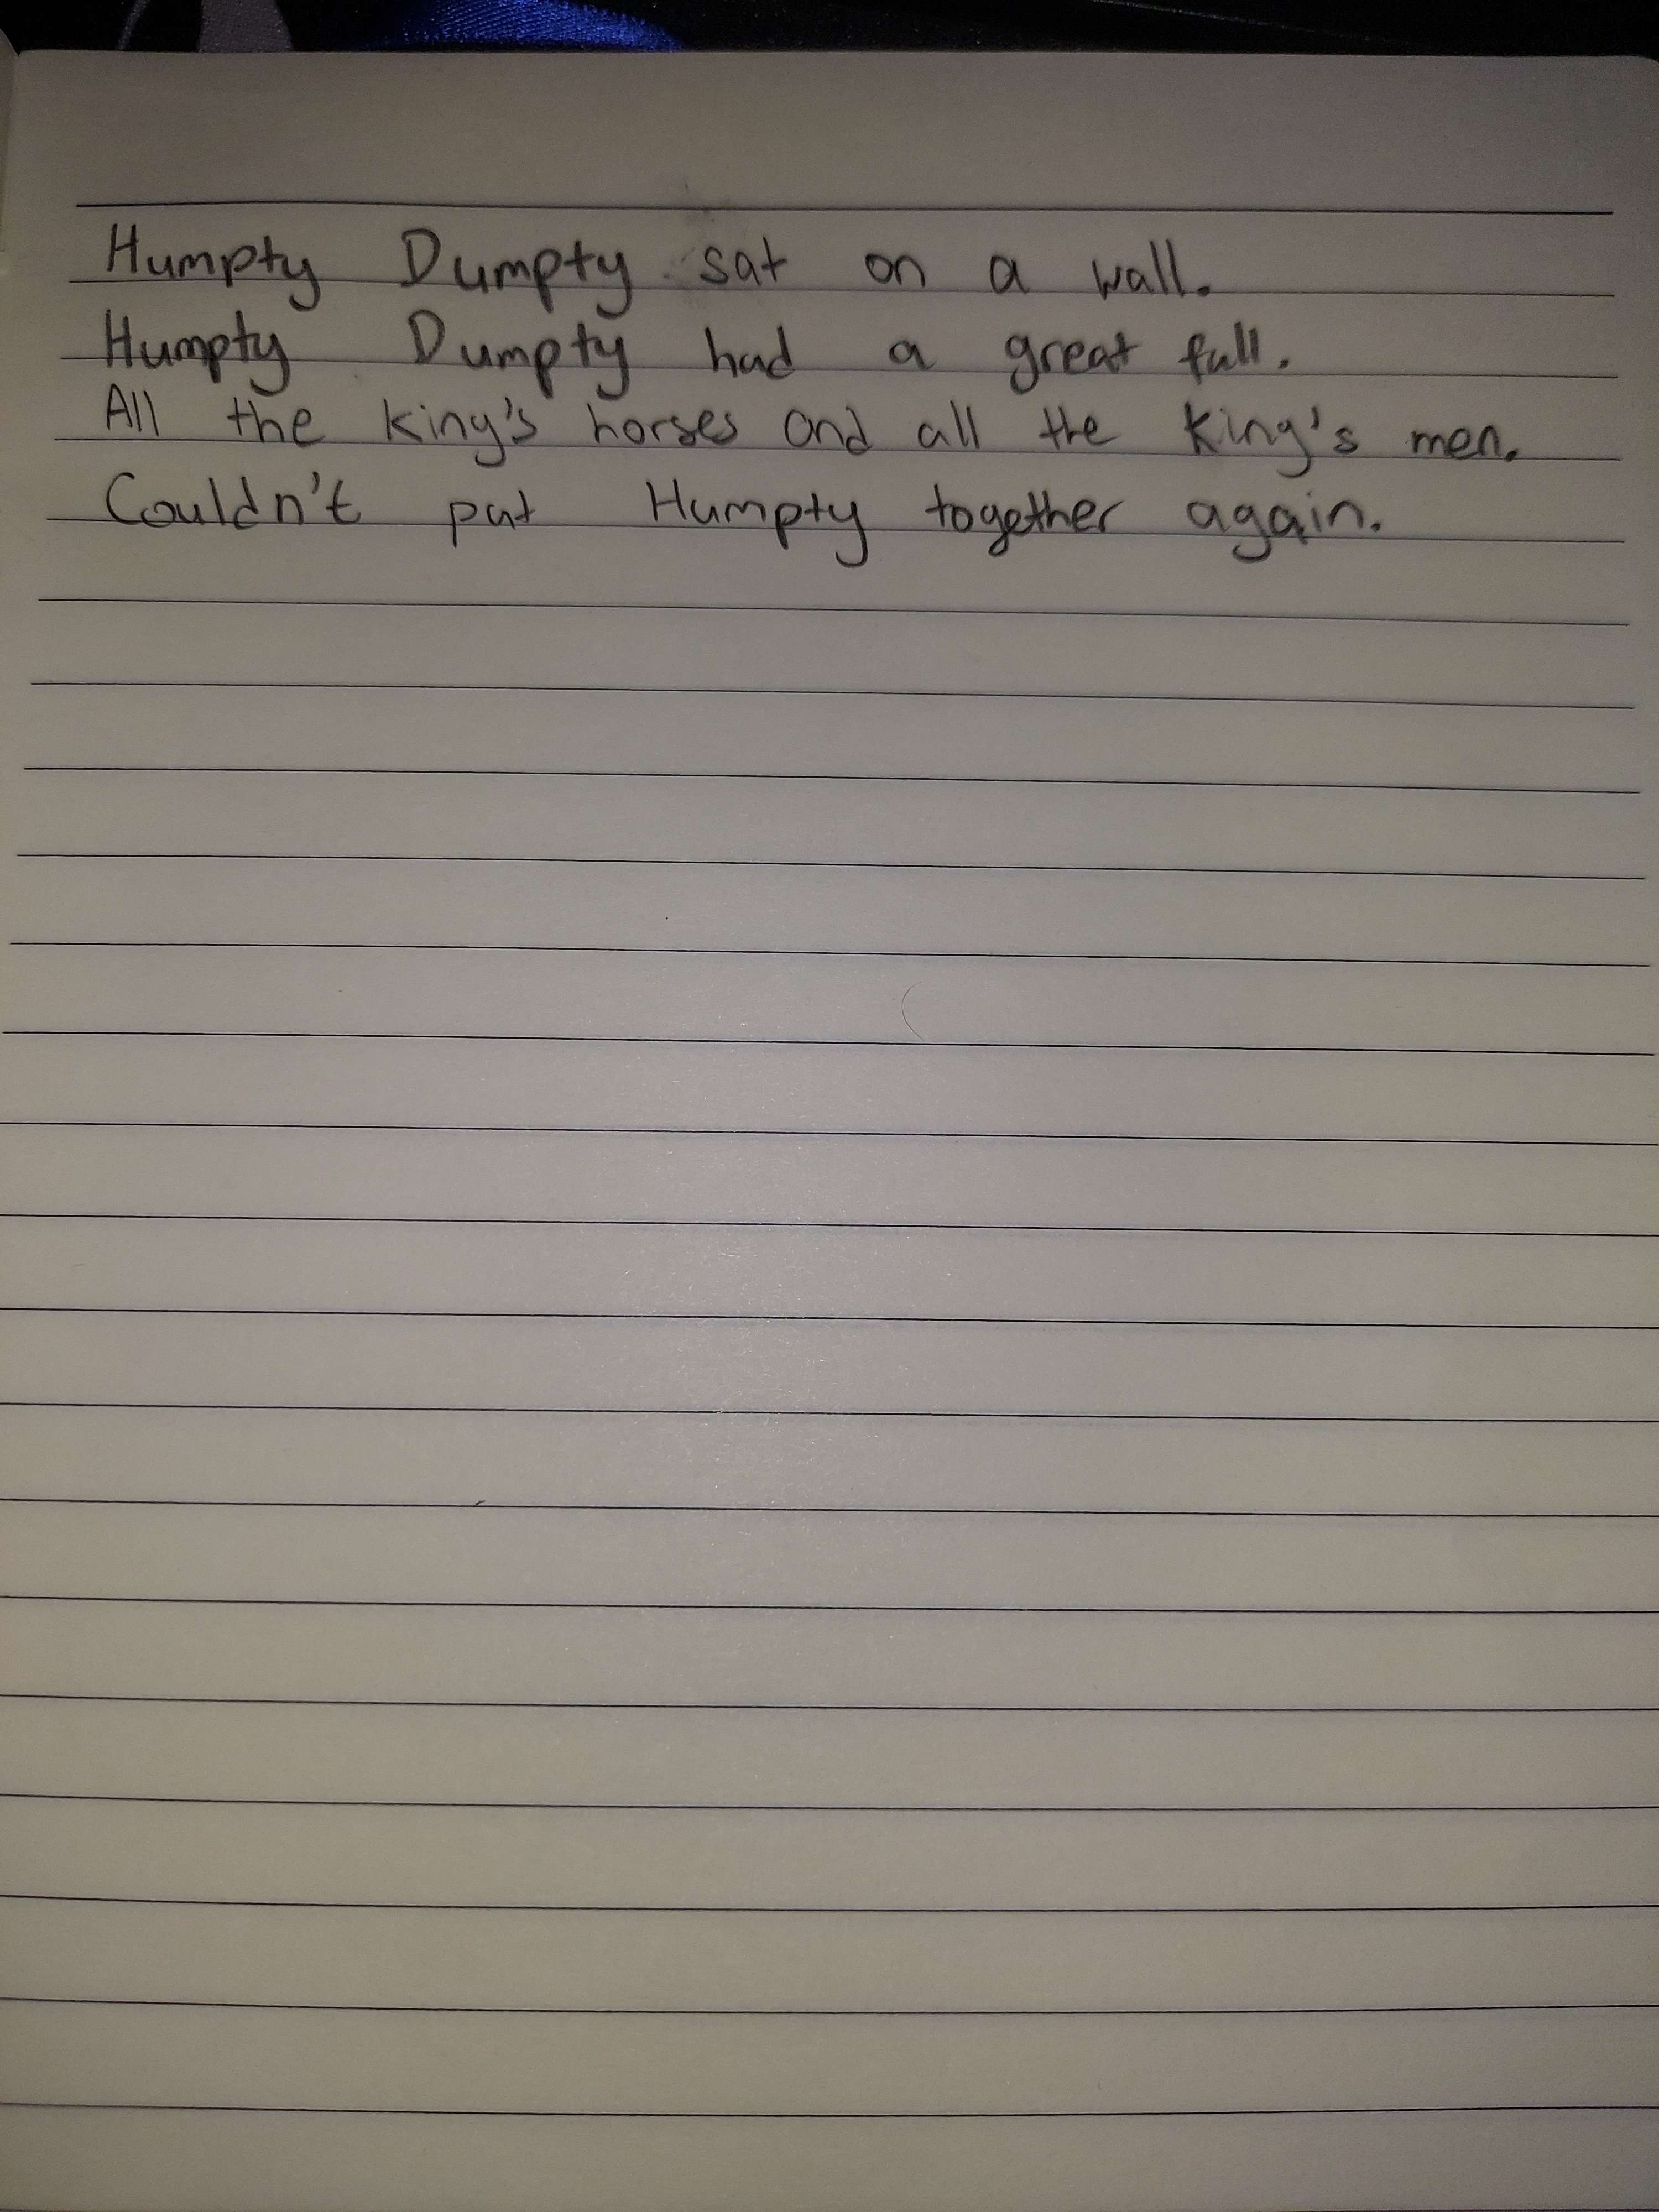 Humpty Dumpty sat on a wall.
Humpty Dumpty had a great fall.
All the king's horses and all the king's men.
Couldn't put Humpty together again.